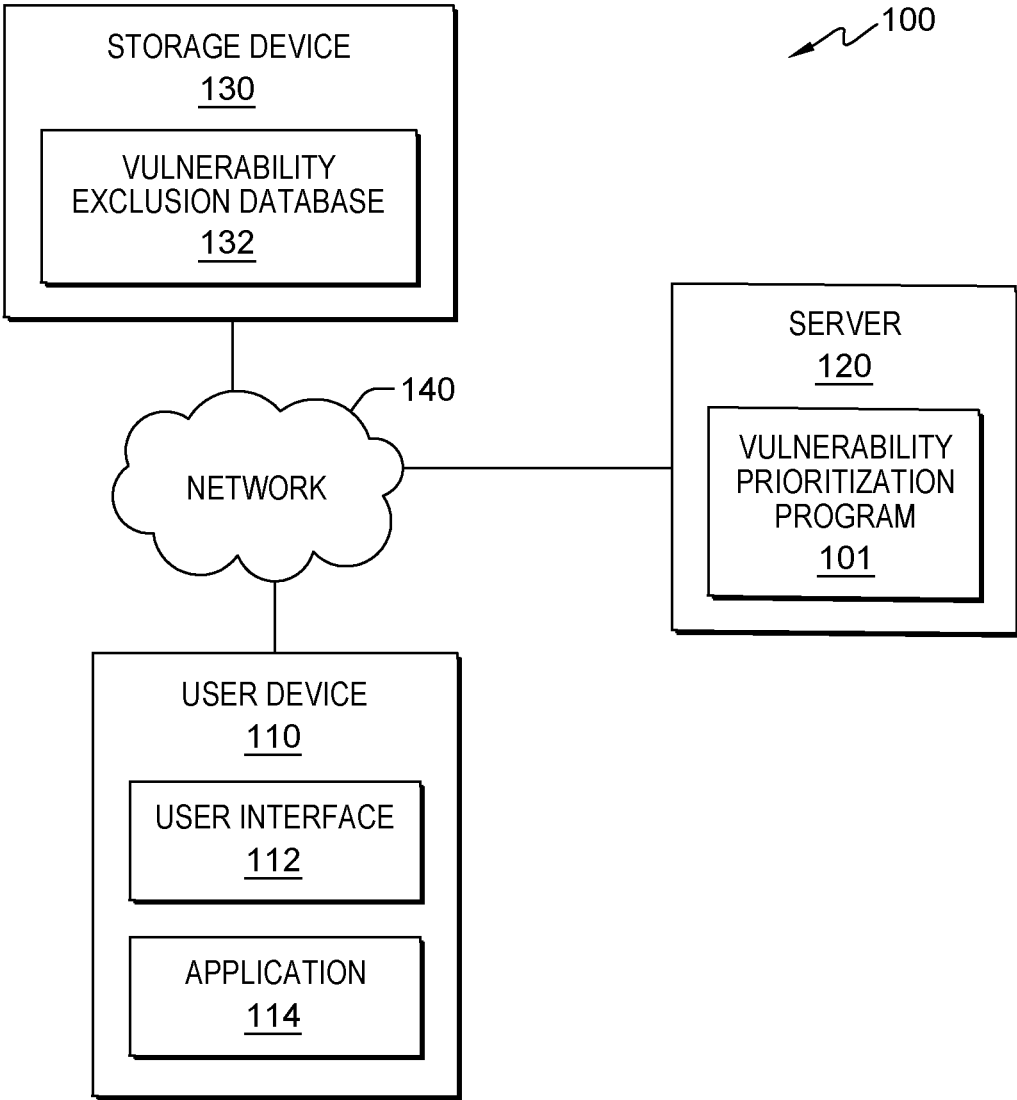 100
STORAGE DEVICE
130
VULNERABILITY
EXCLUSION DATABASE
132
SERVER
120
VULNERABILITY
PRIORITIZATION
PROGRAM
101
140
NETWORK
USER DEVICE
110
USER INTERFACE
112
APPLICATION
114